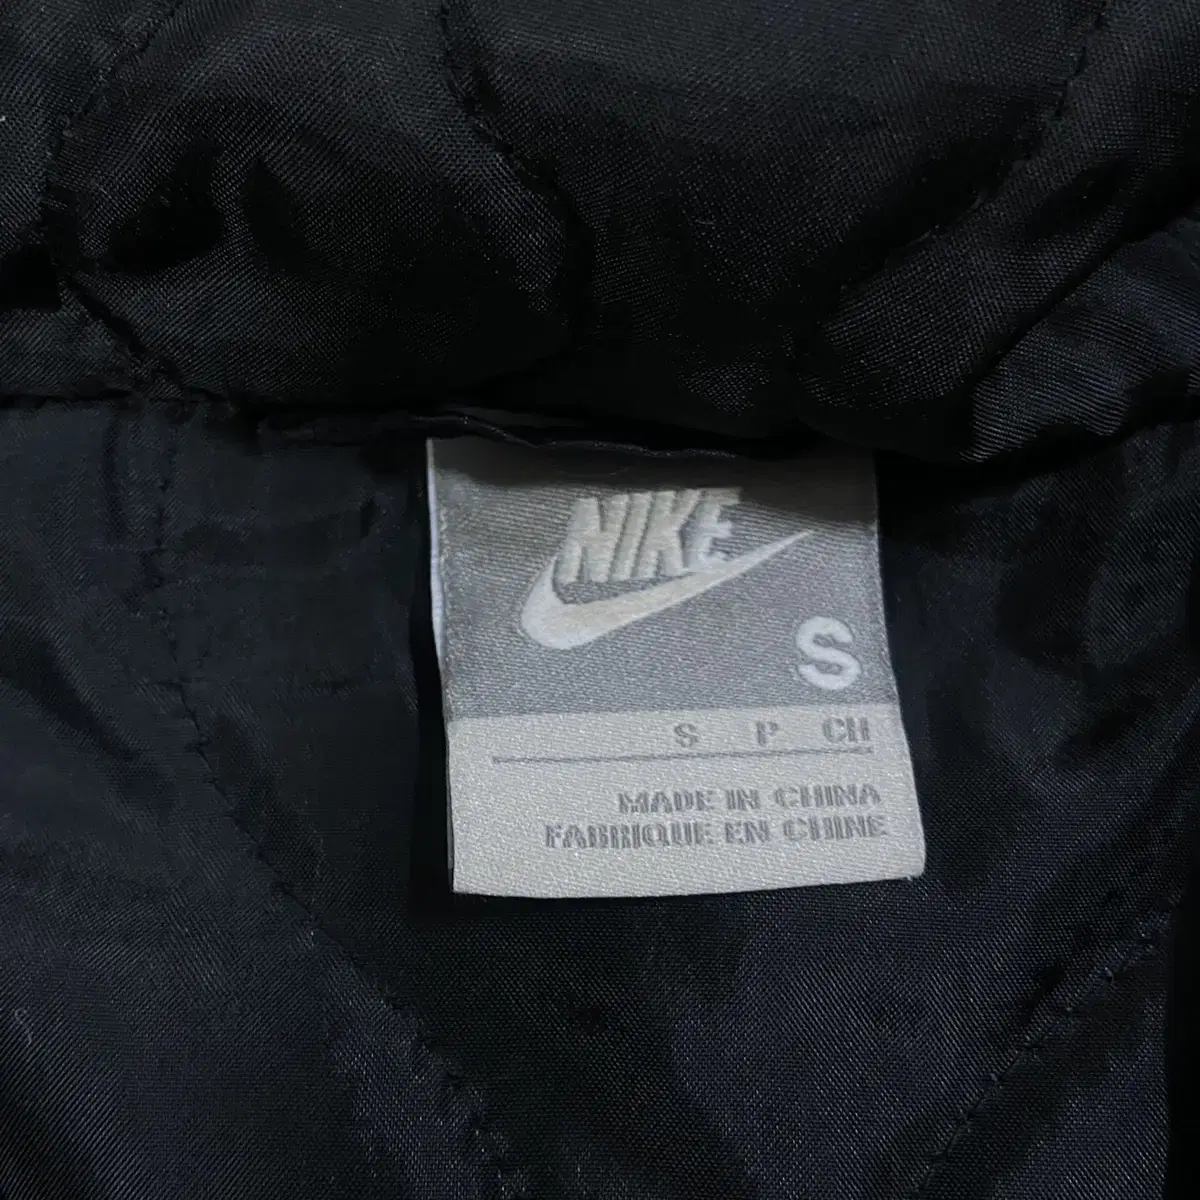 NIKE
S
S P CH
MADE IN CHINA
FABRIQUE EN CHINE